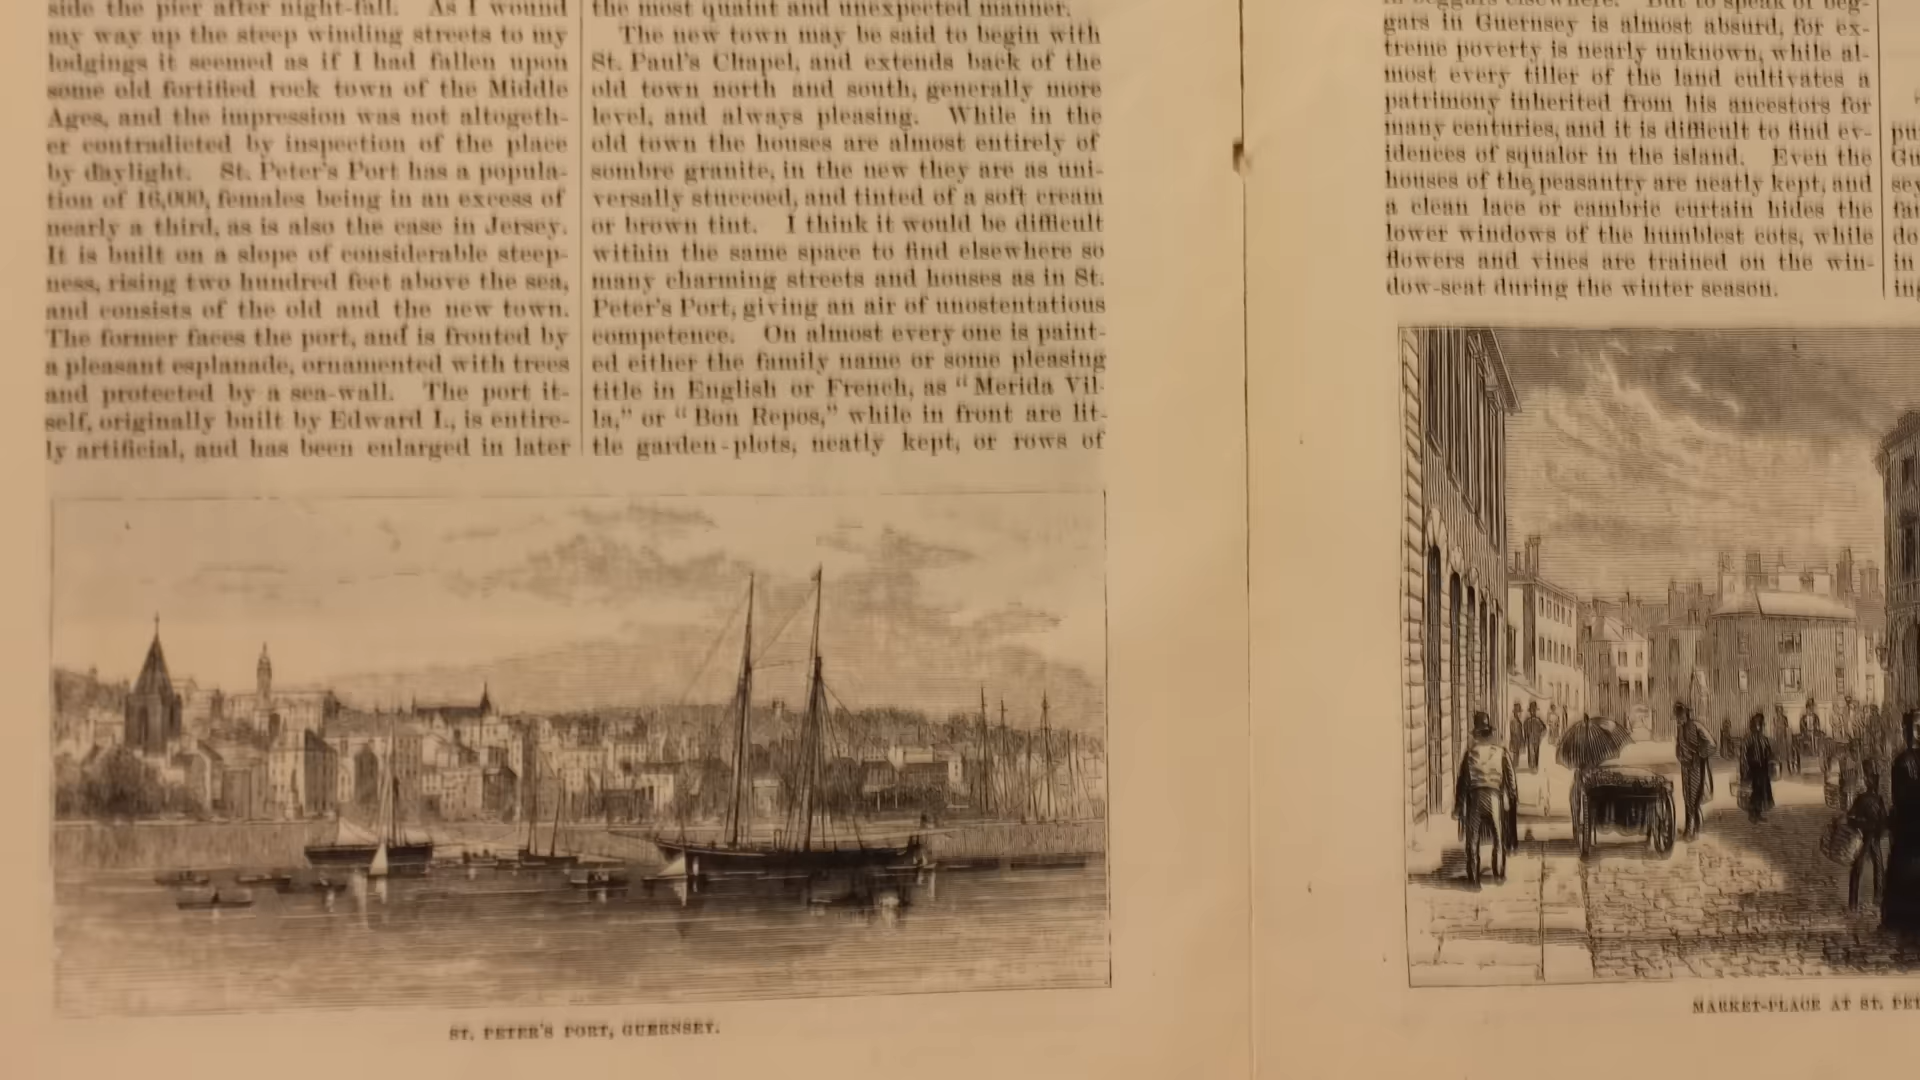 side the pier after night-fall. As I wound
my way up the steep winding streets to my
lodgings it seemed as if I had fallen upon
some old fortified rock town of the Middle
Ages, and the impression was not altogeth-
er contradicted by inspection of the place
by daylight. St. Peter's Port has a popula-
tion of 16,000, females being in an excess of
nearly a third, as is also the case in Jersey.
It is built on a slope of considerable steep-
ness, rising two hundred feet above the sea,
and consists of the old and the new town.
The former faces the port, and is fronted by
a pleasant esplanade, ornamented with trees
and protected by a sea-wall. The port it-
self, originally built by Edward I., is entire-
ly artificial, and has been enlarged in later
the most quaint and unexpected manner.
The new town may be said to begin with
St. Paul's Chapel, and extends back of the
old town north and south, generally more
level, and always pleasing. While in the
old town the houses are almost entirely of
sombre granite, in the new they are as uni-
versally stuccoed, and tinted of a soft cream
or brown tint. I think it would be difficult
within the same space to find elsewhere so
many charming streets and houses as in St.
Peter's Port, giving an air of unostentatious
competence. On almost every one is paint-
ed either the family name or some pleasing
title in English or French, as "Merida Vil-
la," or "Bon Repos," while in front are lit-
tle garden-plots, neatly kept, or rows of
ST. PETER'S PORT, GUERNSEY.
in beggars elsewhere. But to speak of beg-
gars in Guernsey is almost absurd, for ex-
treme poverty is nearly unknown, while al-
most every tiller of the land cultivates a
patrimony inherited from his ancestors for
many centuries, and it is difficult to find ev-
idences of squalor in the island. Even the
houses of the peasantry are neatly kept, and
a clean lace or cambric curtain hides the
lower windows of the humblest cots, while
flowers and vines are trained on the win-
dow-seat during the winter season.
MARKET-PLACE AT ST. PET
pu
Gu
sey
fai
do
in
ing